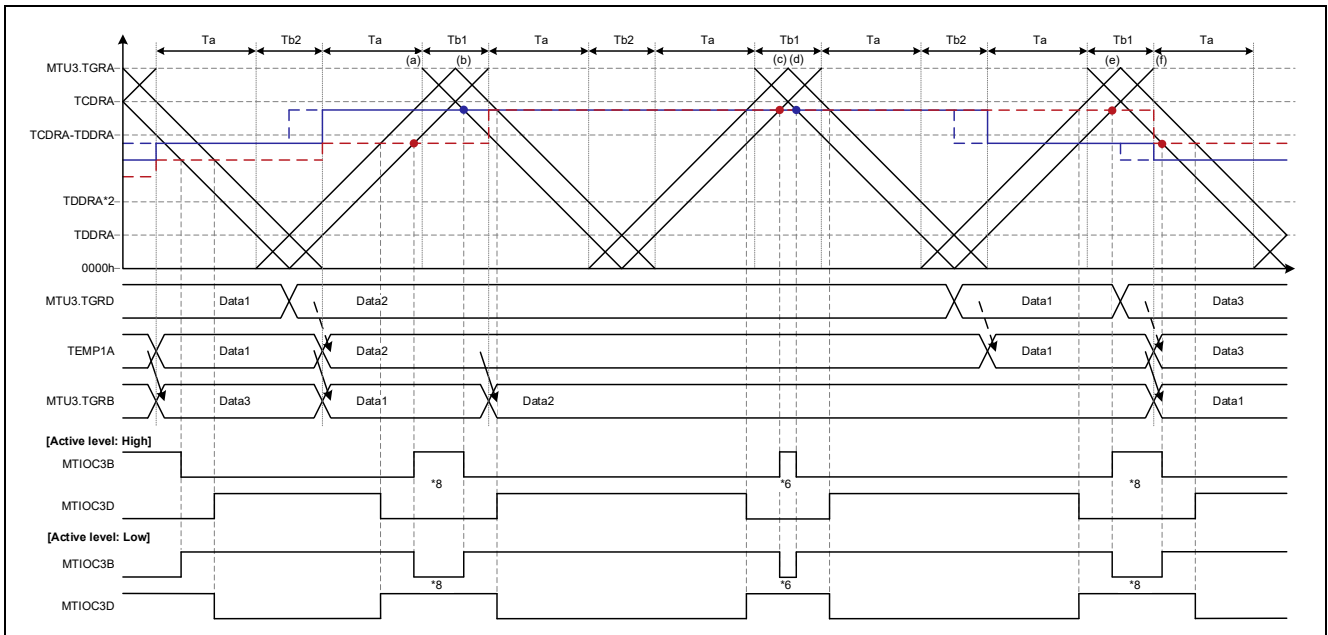 Ta Tb2 Ta Tb1 Ta Tb2 Ta Tb1 Ta Tb2 Ta Tb1 Ta
(a) (b) (c) (d) (e) (f)
MTU3.TGRA
TCDRA
TCDRA-TDDRA
TDDRA*2
TDDRA
0000h
MTU3.TGRD Data1 Data2 Data1 Data3
TEMP1A Data1 Data2 Data1 Data3
MTU3.TGRB Data3 Data1 Data2 Data1
[Active level: High]
MTIOC3B
*8 *6 *8
MTIOC3D
[Active level: Low]
MTIOC3B
*8 *6 *8
MTIOC3D